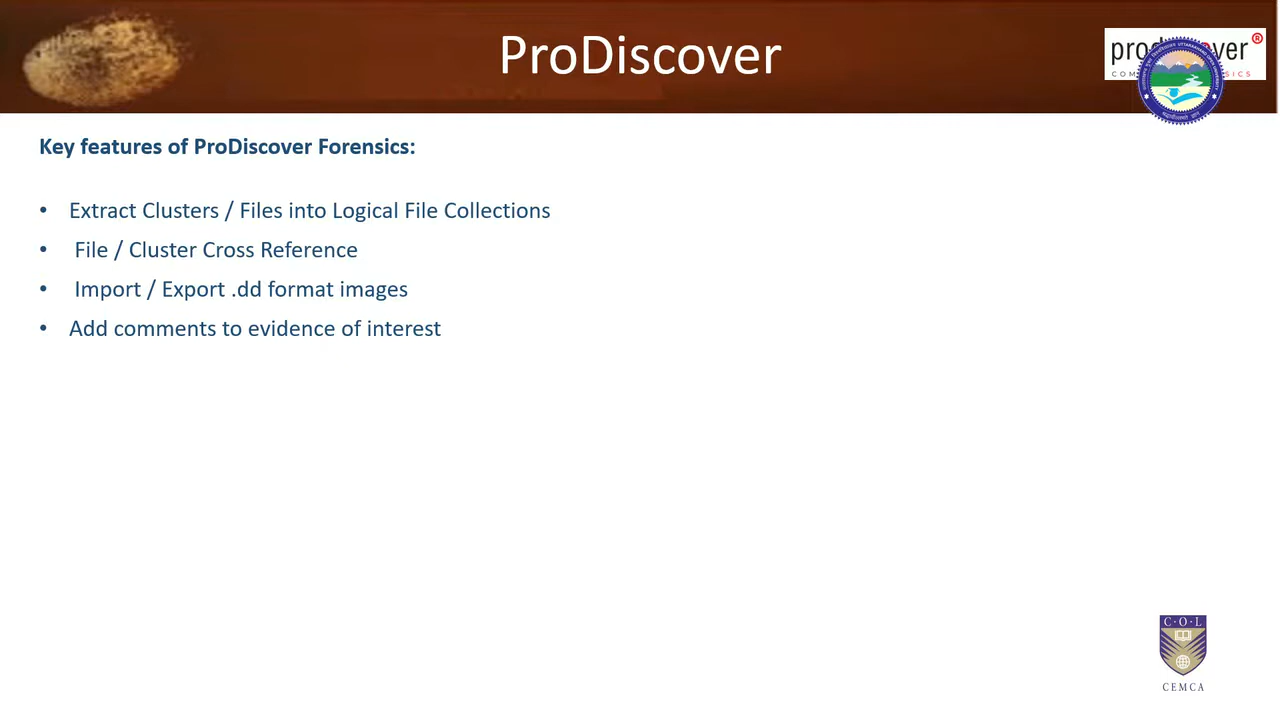 ProDiscover
Key features of ProDiscover Forensics:
• Extract Clusters / Files into Logical File Collections
• File / Cluster Cross Reference
• Import / Export .dd format images
• Add comments to evidence of interest
C·O·L
CEMCA